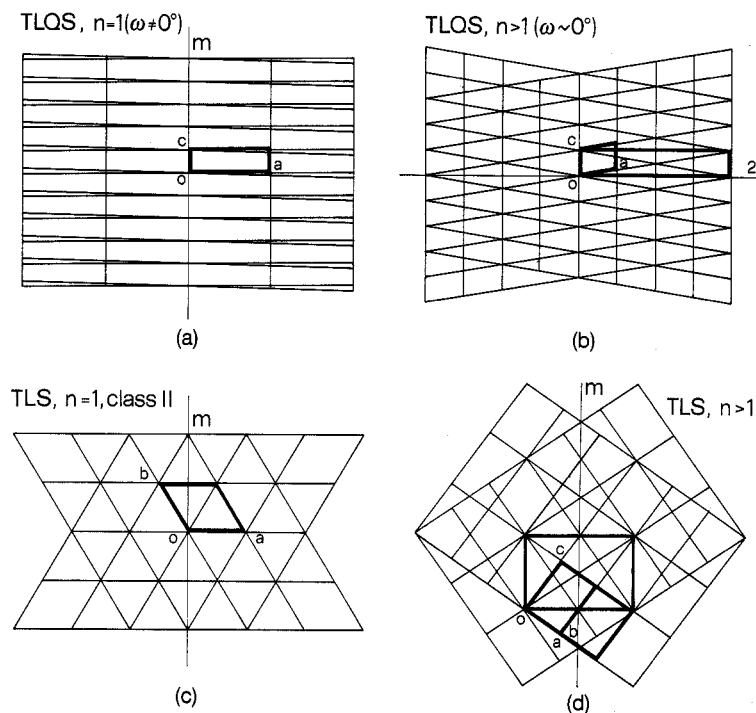 TLQS, n=1(ω≠0°)
m
c
a
o
(a)
TLQS, n>1(ω~0°)
c
a
2
o
(b)
TLS, n=1, class II
m
b
o
a
(c)
m
TLS, n>1
c
o
a
b
(d)